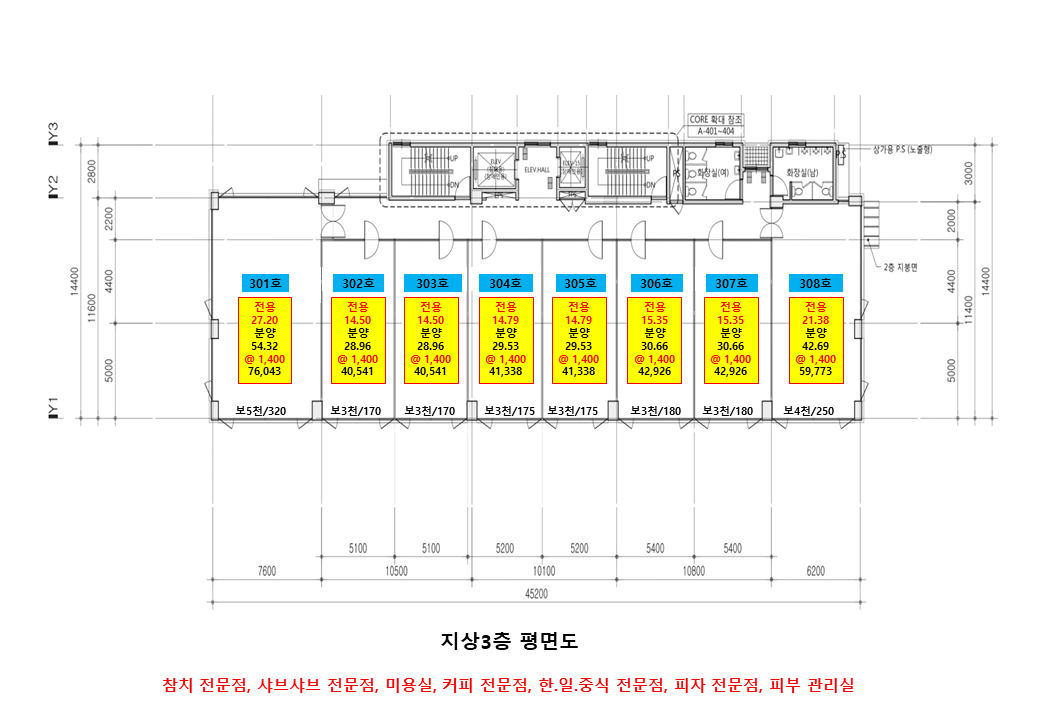 CORE 확대 참조
A-401~404
Y3
Y2
Y1
2800
2200
4400
5000
11600
14400
3000
2000
4400
5000
11400
14400
UP
DN
ELEV.HALL
UP
DN
P.S
화장실(여)
화장실(남)
P.S
상가용 P.S (노출형)
2층 지붕면
301호
전용
27.20
분양
54.32
@ 1,400
76,043
보5천/320
302호
전용
14.50
분양
28.96
@ 1,400
40,541
보3천/170
303호
전용
14.50
분양
28.96
@ 1,400
40,541
보3천/170
304호
전용
14.79
분양
29.53
@ 1,400
41,338
보3천/175
305호
전용
14.79
분양
29.53
@ 1,400
41,338
보3천/175
306호
전용
15.35
분양
30.66
@ 1,400
42,926
보3천/180
307호
전용
15.35
분양
30.66
@ 1,400
42,926
보3천/180
308호
전용
21.38
분양
42.69
@ 1,400
59,773
보4천/250
5100 5100 5200 5200 5400 5400
7600 10500 10100 10800 6200
45200
지상3층 평면도
참치 전문점, 샤브샤브 전문점, 미용실, 커피 전문점, 한.일.중식 전문점, 피자 전문점, 피부 관리실